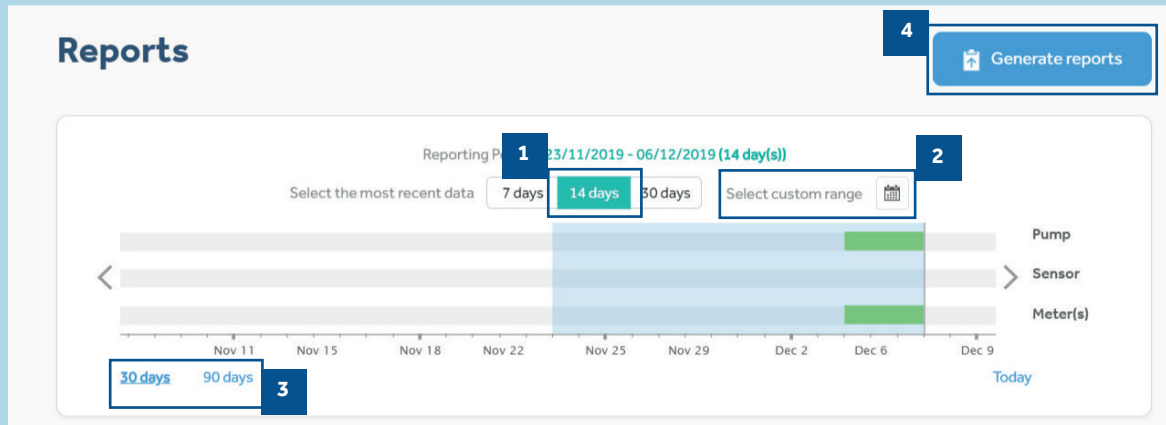 4
Reports
Generate reports
1
Reporting 23/11/2019 - 06/12/2019 (14 day(s))
2
Select the most recent data 7 days 14 days 30 days Select custom range
Pump
Sensor
Meter(s)
Nov 11 Nov 15 Nov 18 Nov 22 Nov 25 Nov 29 Dec 2 Dec 6 Dec 9
30 days 90 days Today
3